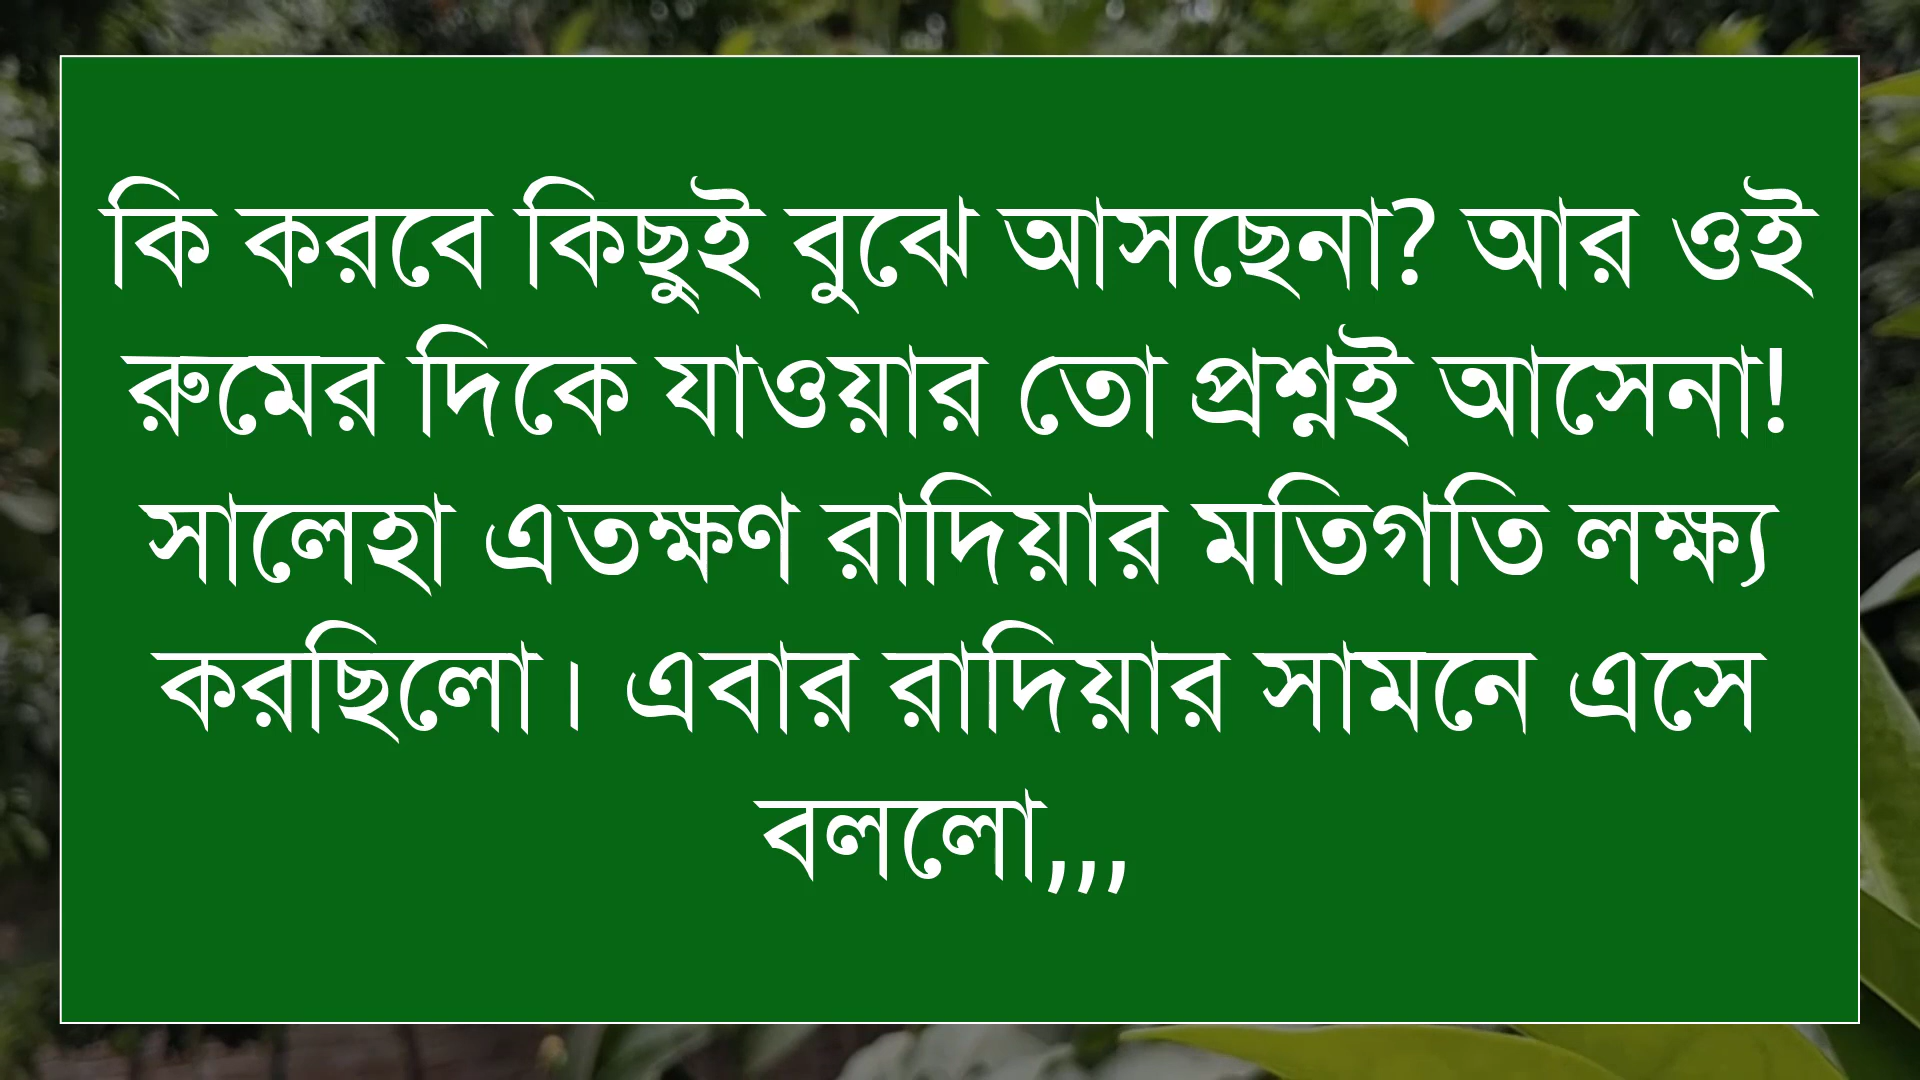 কি করবে কিছুই বুঝে আসছেনা? আর ওই
রুমের দিকে যাওয়ার তো প্রশ্নই আসেনা!
সালেহা এতক্ষণ রাদিয়ার মতিগতি লক্ষ্য
করছিলো। এবার রাদিয়ার সামনে এসে
বললো,,,